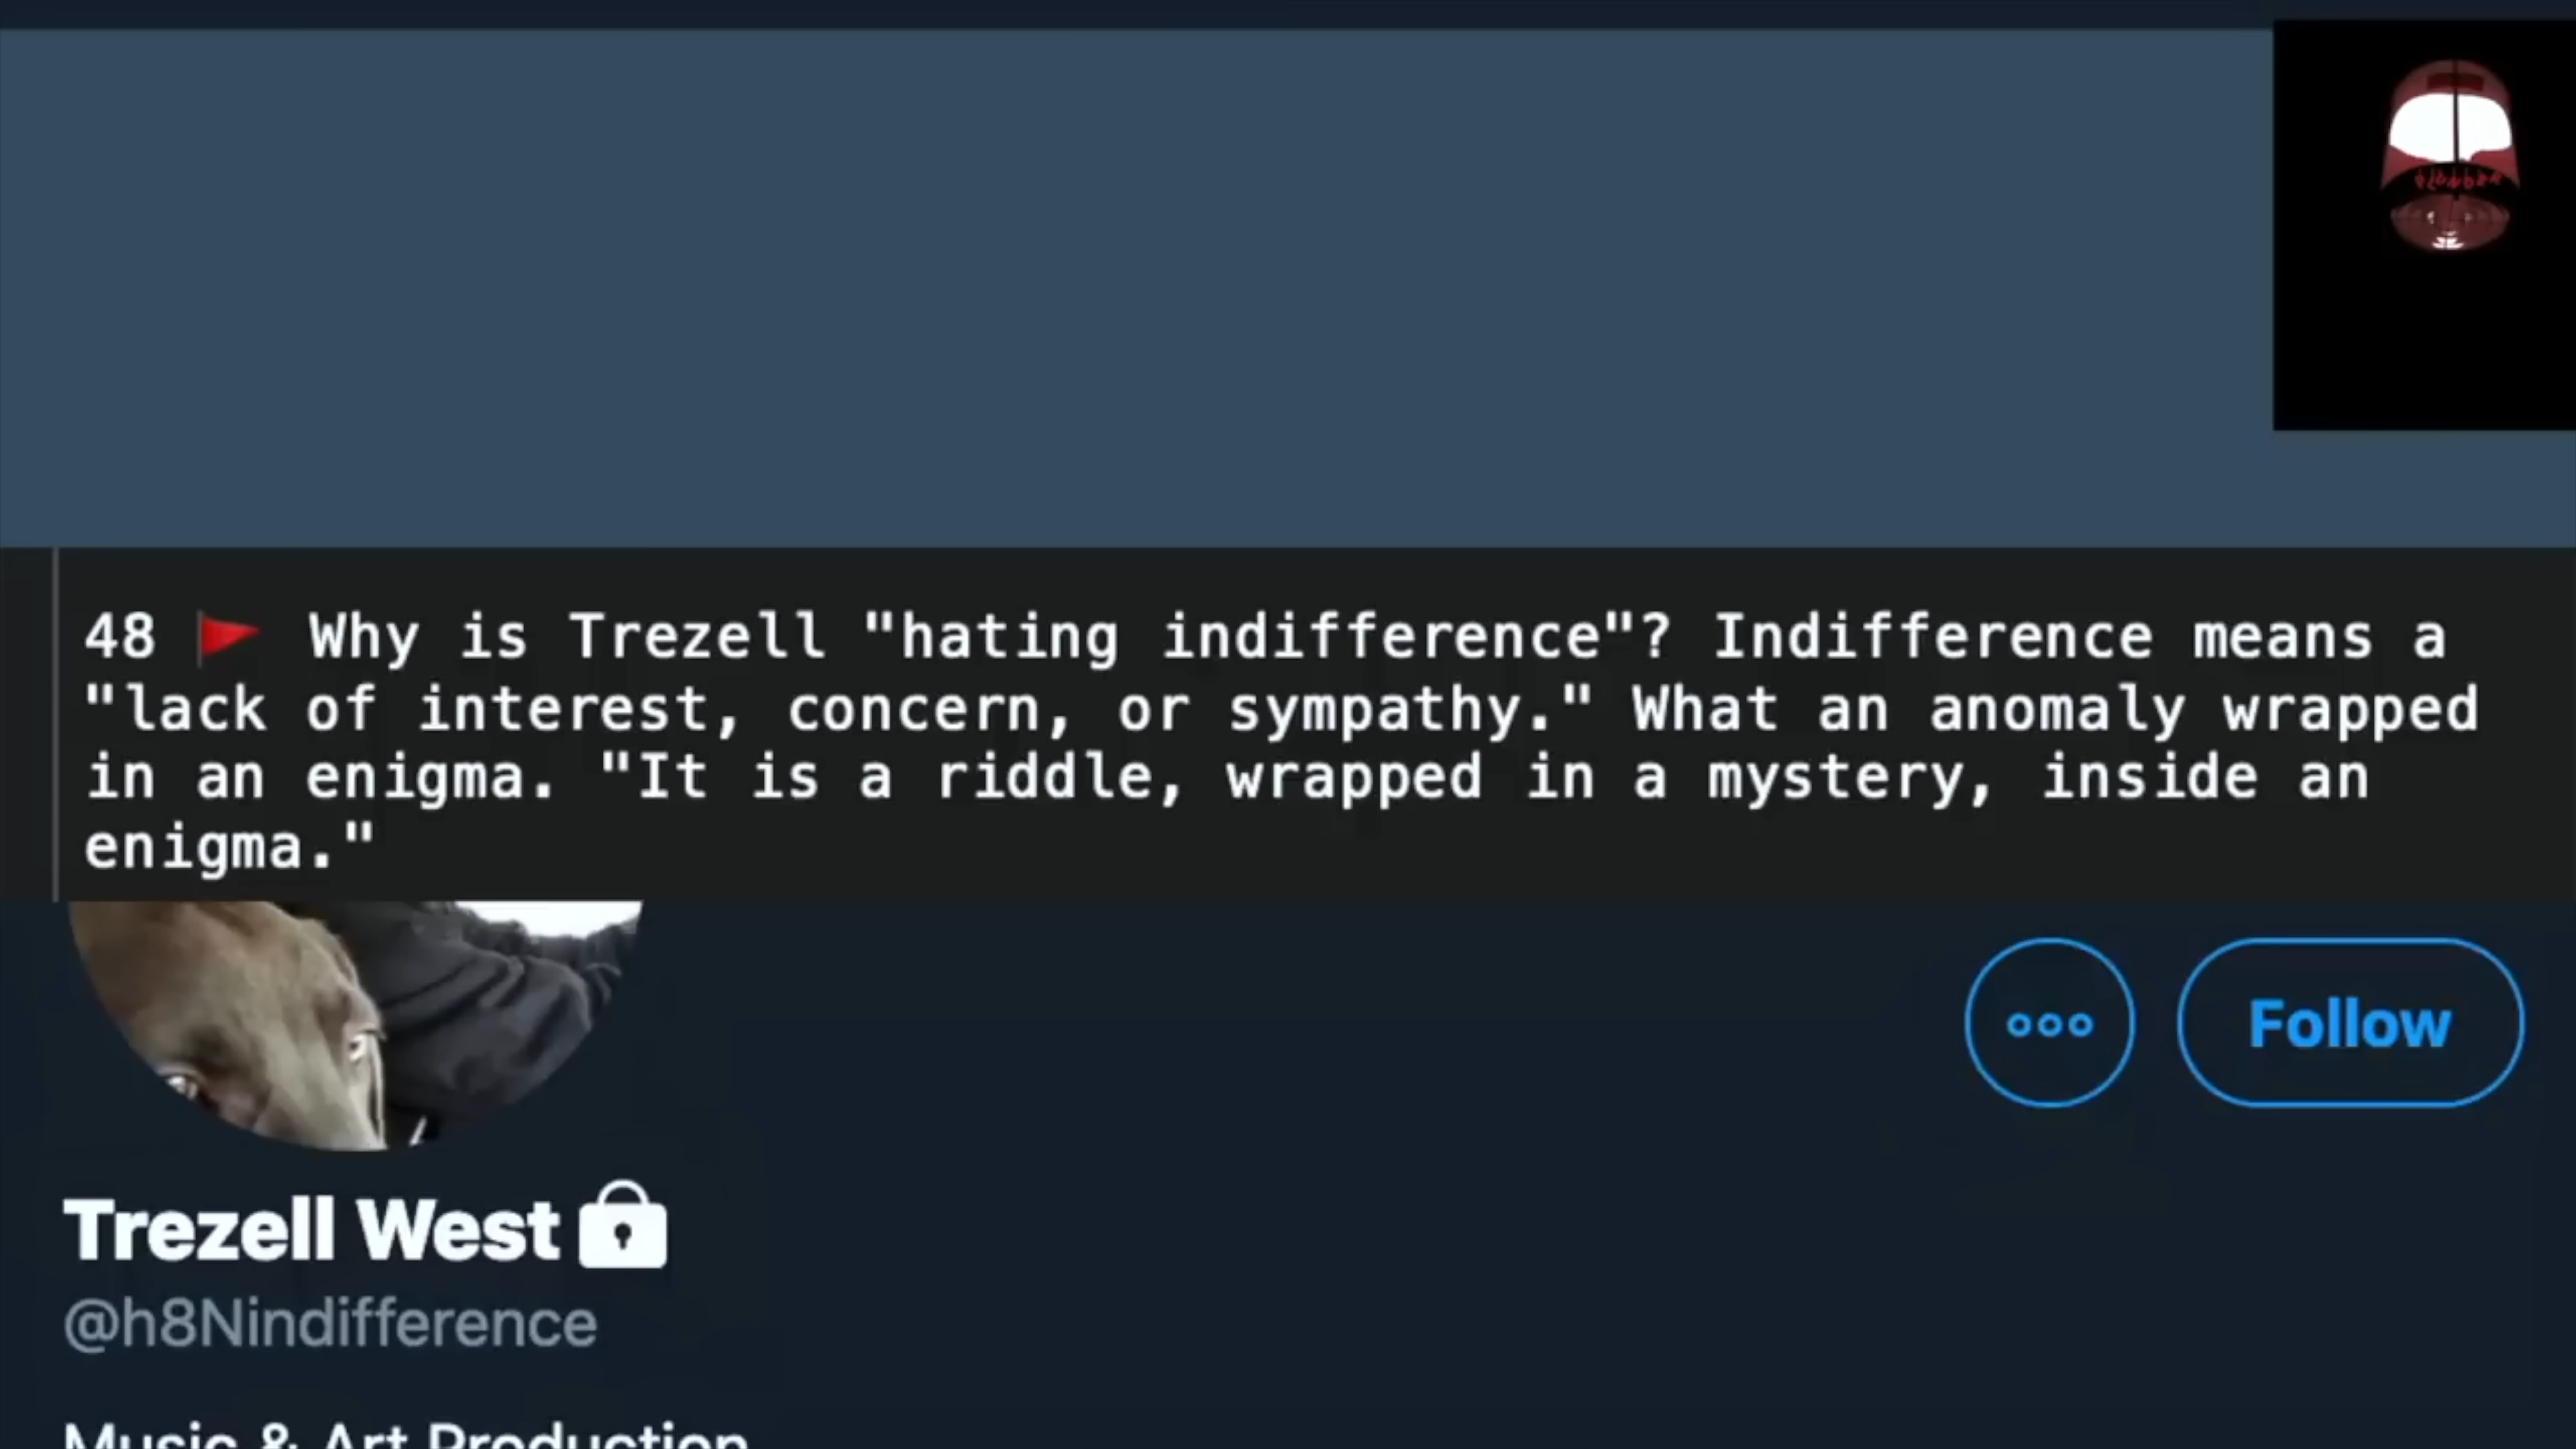 48 🚩 Why is Trezell "hating indifference"? Indifference means a
"lack of interest, concern, or sympathy." What an anomaly wrapped
in an enigma. "It is a riddle, wrapped in a mystery, inside an
enigma."
Follow
Trezell West
@h8Nindifference
Music & Art Production